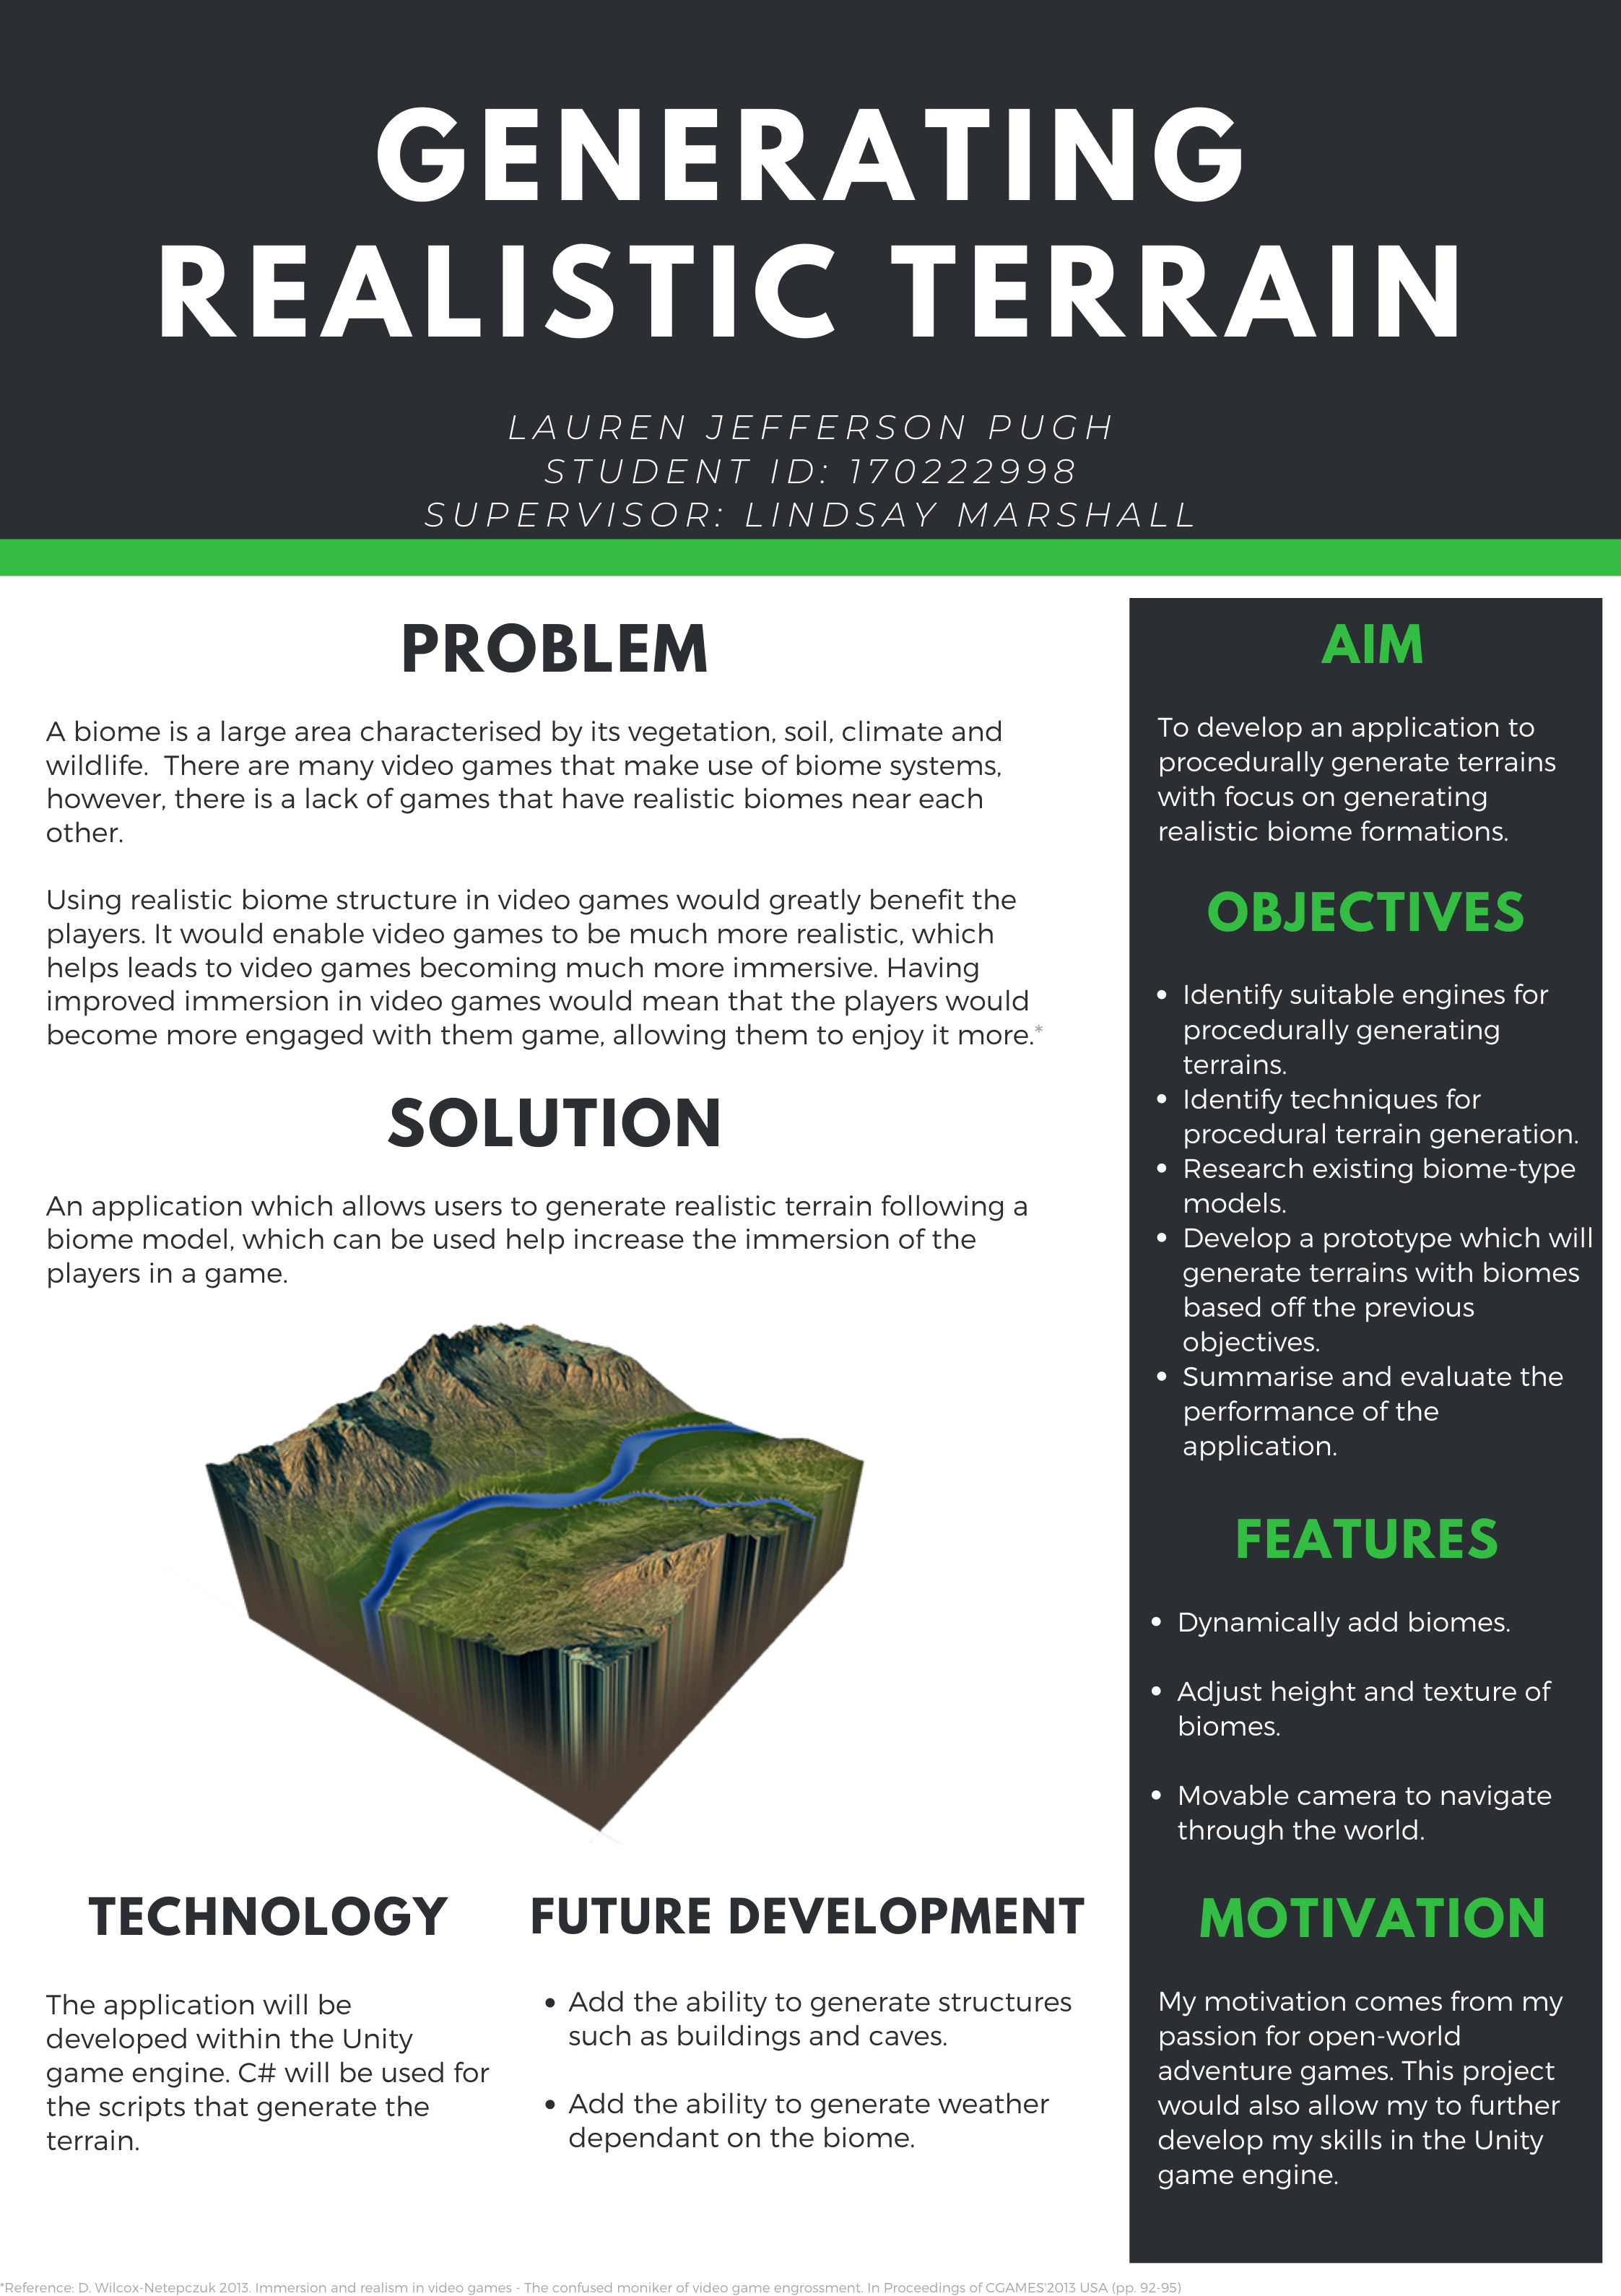 GENERATING
REALISTIC TERRAIN
LAUREN JEFFERSON PUGH
STUDENT ID: 170222998
SUPERVISOR: LINDSAY MARSHALL
PROBLEM
A biome is a large area characterised by its vegetation, soil, climate and
wildlife.  There are many video games that make use of biome systems,
however, there is a lack of games that have realistic biomes near each
other.
Using realistic biome structure in video games would greatly benefit the
players. It would enable video games to be much more realistic, which
helps leads to video games becoming much more immersive. Having
improved immersion in video games would mean that the players would
become more engaged with them game, allowing them to enjoy it more.*
SOLUTION
An application which allows users to generate realistic terrain following a
biome model, which can be used help increase the immersion of the
players in a game.
TECHNOLOGY
The application will be
developed within the Unity
game engine. C# will be used for
the scripts that generate the
terrain.
FUTURE DEVELOPMENT
• Add the ability to generate structures
such as buildings and caves.
• Add the ability to generate weather
dependant on the biome.
AIM
To develop an application to
procedurally generate terrains
with focus on generating
realistic biome formations.
OBJECTIVES
• Identify suitable engines for
procedurally generating
terrains.
• Identify techniques for
procedural terrain generation.
• Research existing biome-type
models.
• Develop a prototype which will
generate terrains with biomes
based off the previous
objectives.
• Summarise and evaluate the
performance of the
application.
FEATURES
• Dynamically add biomes.
• Adjust height and texture of
biomes.
• Movable camera to navigate
through the world.
MOTIVATION
My motivation comes from my
passion for open-world
adventure games. This project
would also allow my to further
develop my skills in the Unity
game engine.
*Reference: D. Wilcox-Netepczuk 2013. Immersion and realism in video games - The confused moniker of video game engrossment. In Proceedings of CGAMES'2013 USA (pp. 92-95)